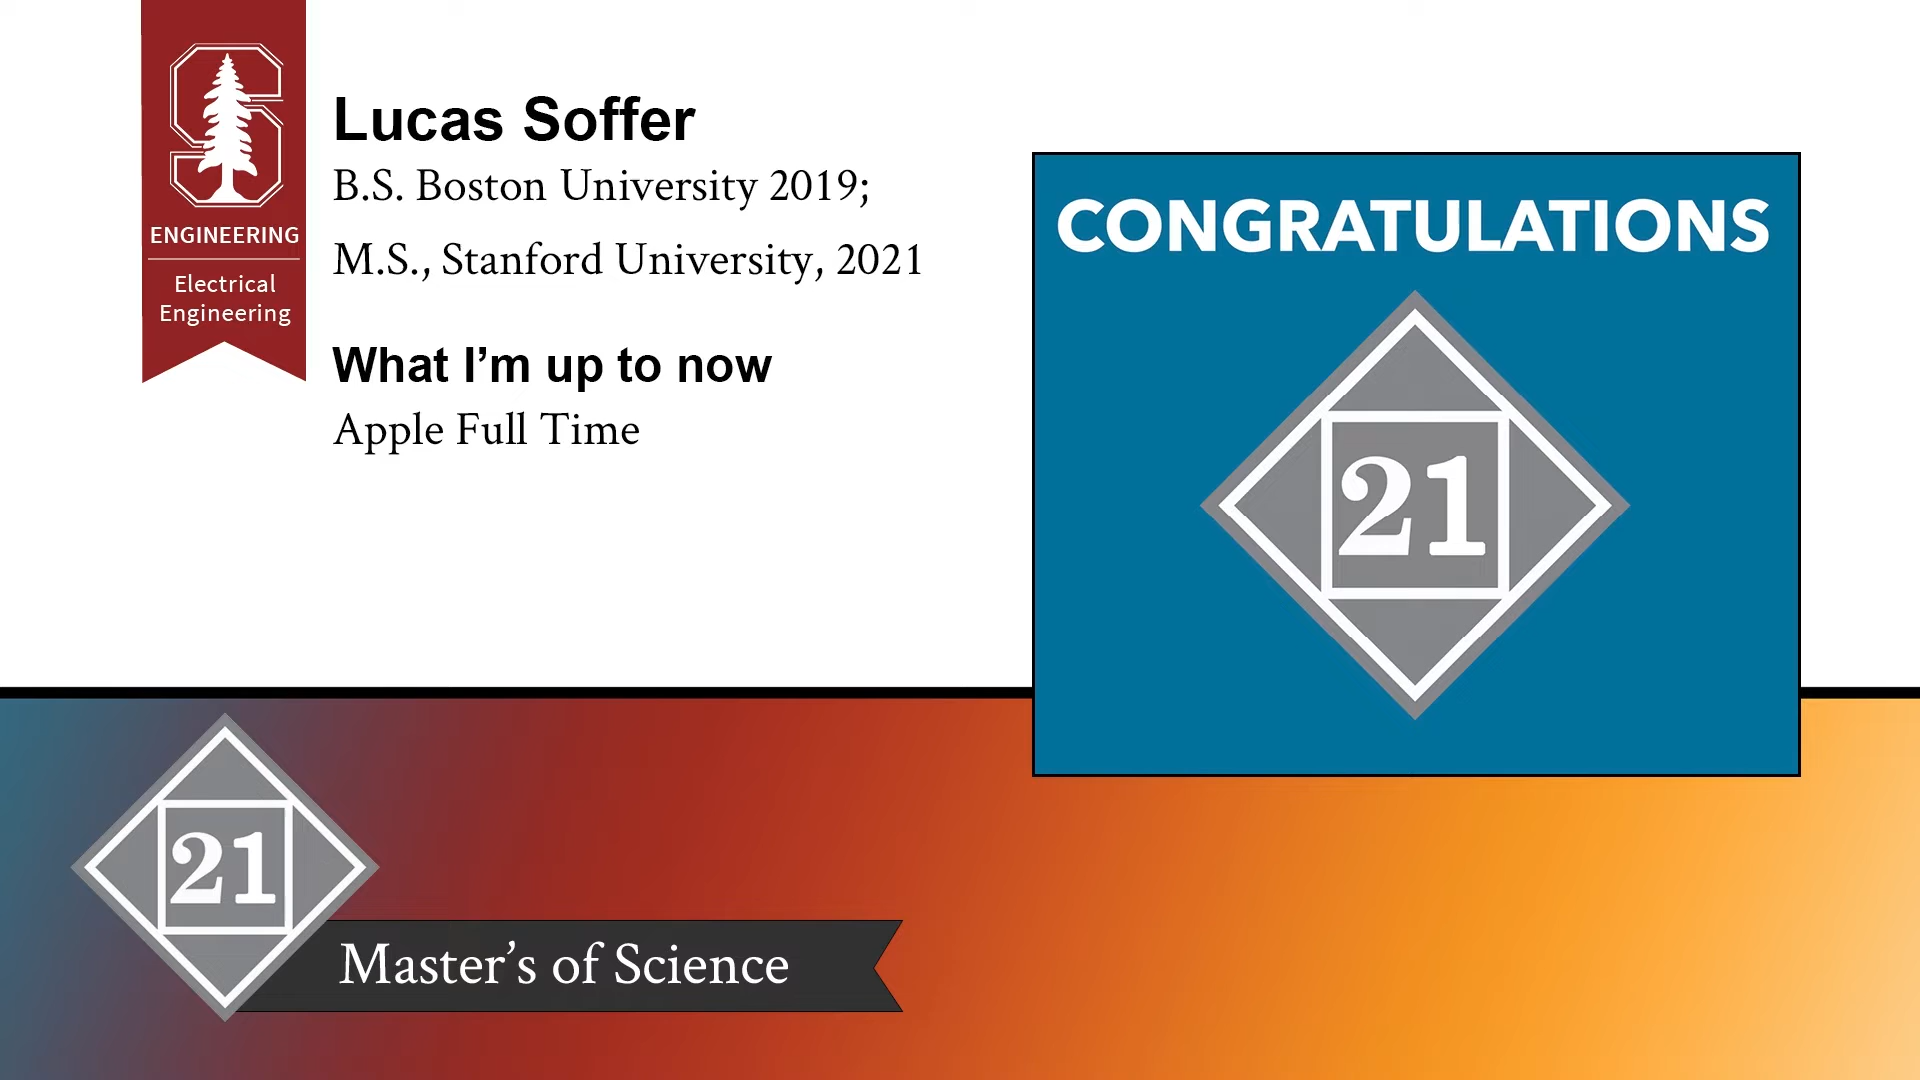 ENGINEERING
Electrical
Engineering
Lucas Soffer
B.S. Boston University 2019;
M.S., Stanford University, 2021
What I’m up to now
Apple Full Time
CONGRATULATIONS
21
21
Master’s of Science